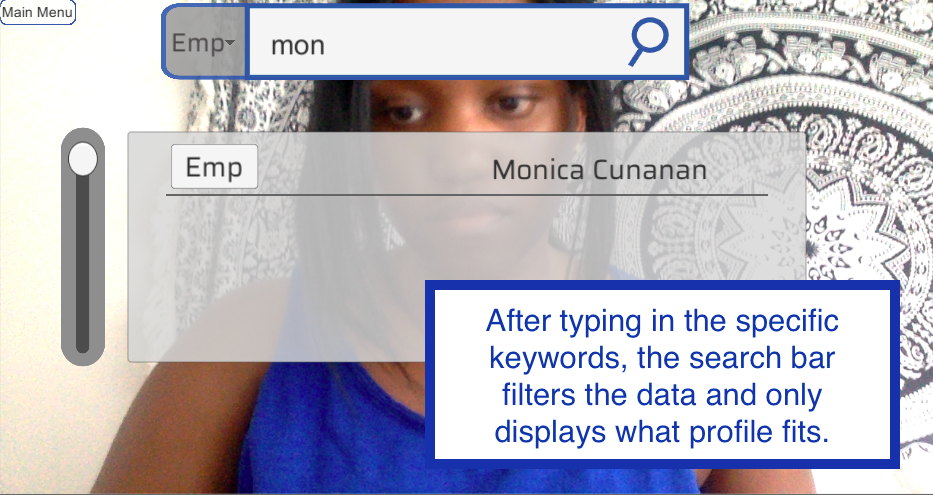 Main Menu
Emp mon
Emp Monica Cunanan
After typing in the specific
keywords, the search bar
filters the data and only
displays what profile fits.